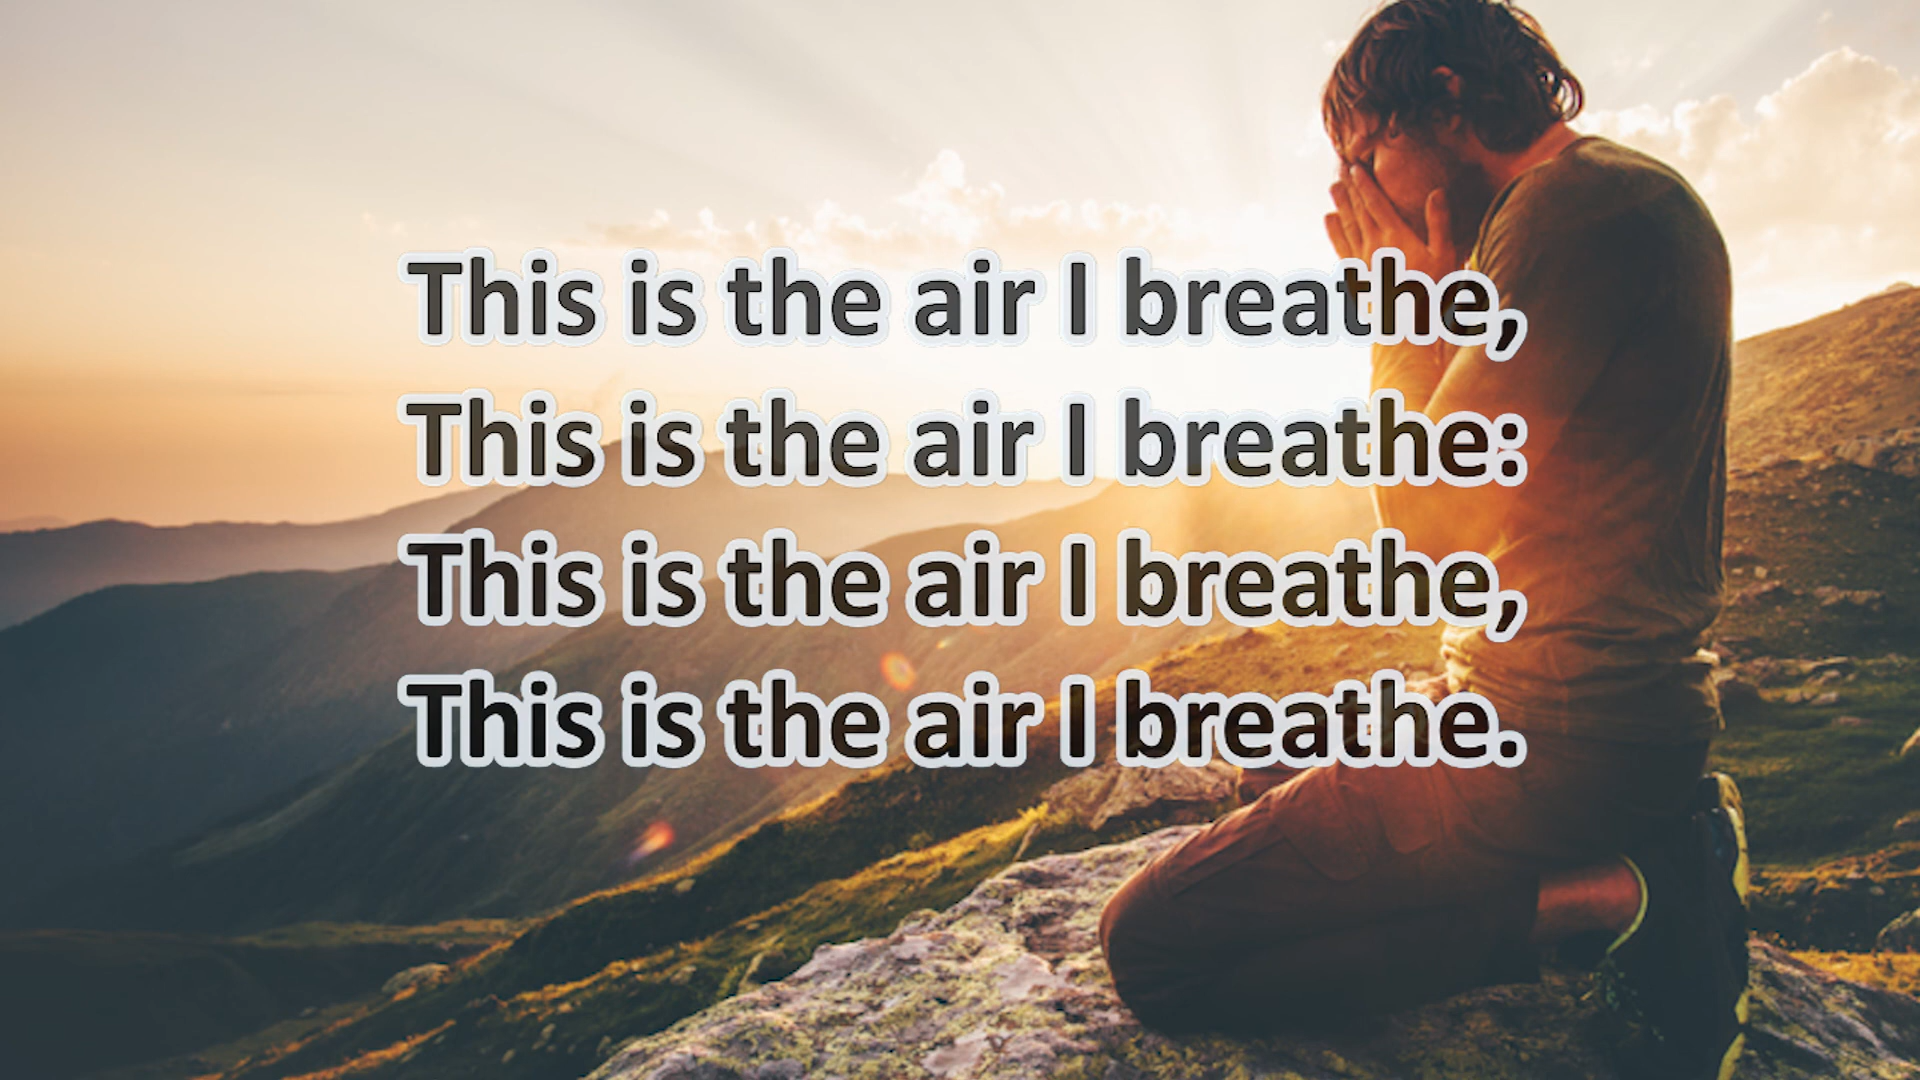 This is the air I breathe,
This is the air I breathe:
This is the air I breathe,
This is the air I breathe.